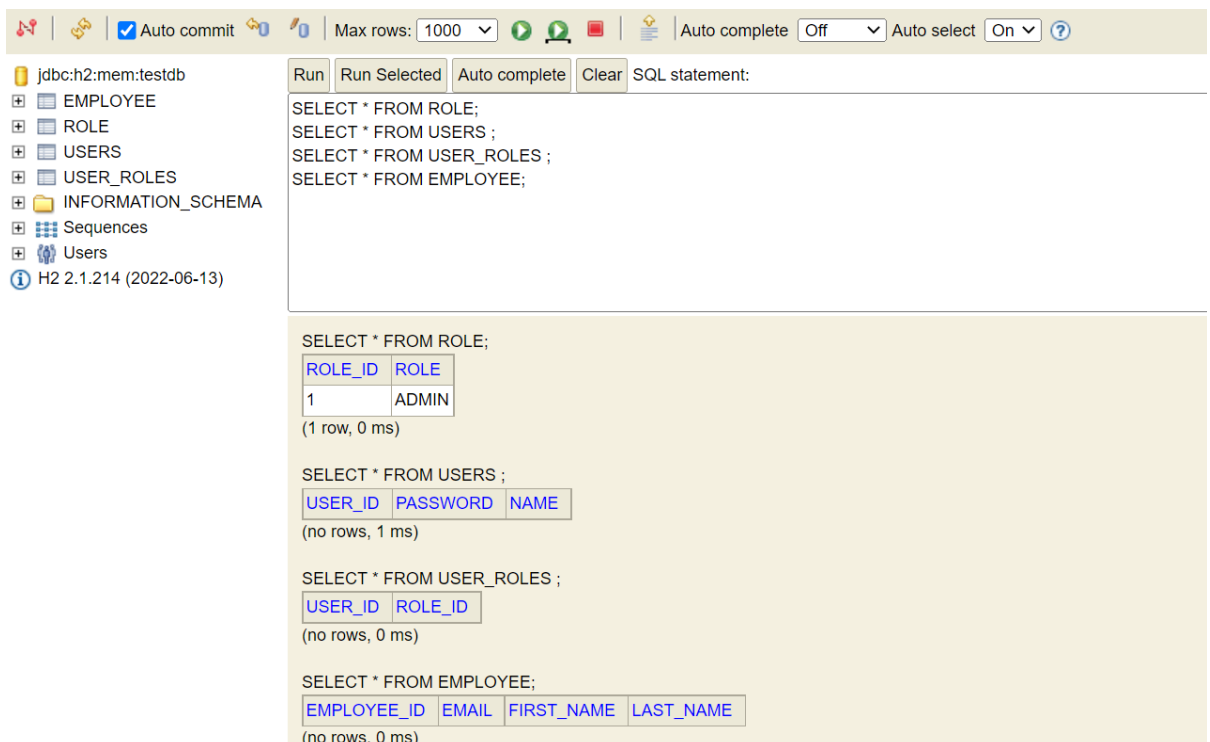 Auto commit Max rows: 1000 Auto complete Off Auto select On ?
jdbc:h2:mem:testdb
EMPLOYEE
ROLE
USERS
USER_ROLES
INFORMATION_SCHEMA
Sequences
Users
H2 2.1.214 (2022-06-13)
Run Run Selected Auto complete Clear SQL statement:
SELECT * FROM ROLE;
SELECT * FROM USERS ;
SELECT * FROM USER_ROLES ;
SELECT * FROM EMPLOYEE;
SELECT * FROM ROLE;
ROLE_ID ROLE
1 ADMIN
(1 row, 0 ms)
SELECT * FROM USERS ;
USER_ID PASSWORD NAME
(no rows, 1 ms)
SELECT * FROM USER_ROLES ;
USER_ID ROLE_ID
(no rows, 0 ms)
SELECT * FROM EMPLOYEE;
EMPLOYEE_ID EMAIL FIRST_NAME LAST_NAME
(no rows, 0 ms)